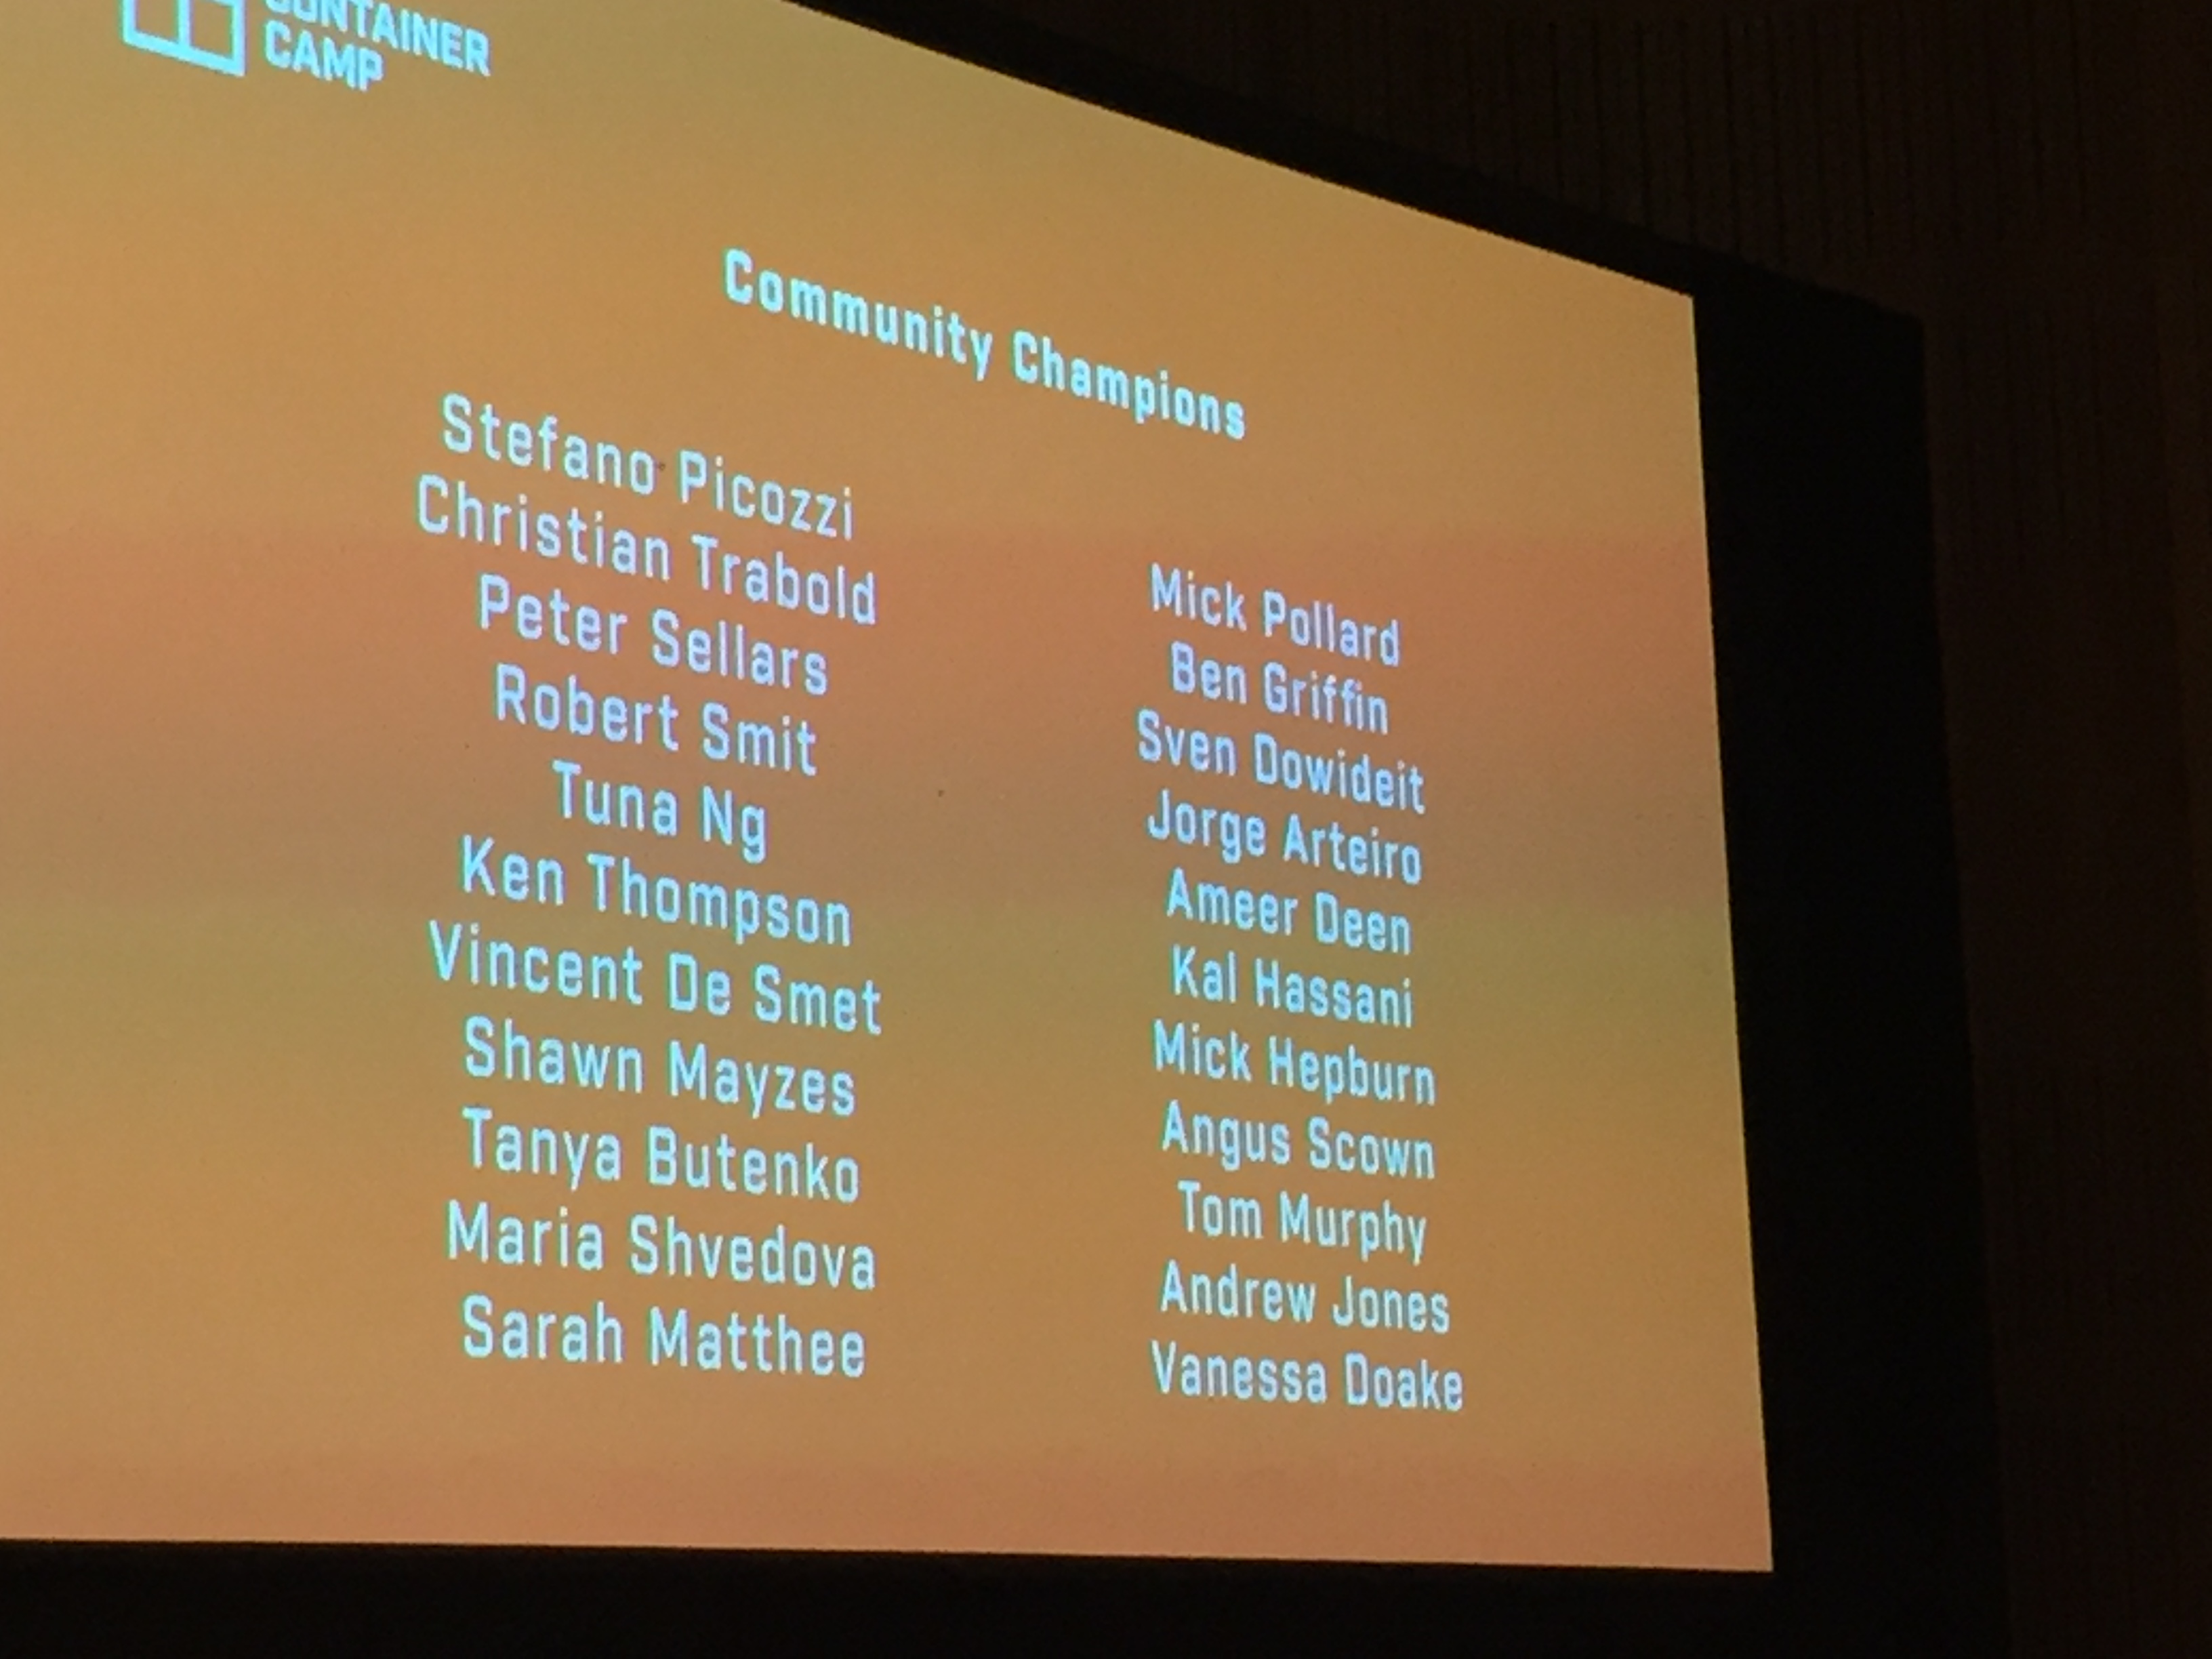 CONTAINER
CAMP
Community Champions
Stefano Picozzi
Christian Trabold
Peter Sellars
Robert Smit
Tuna Ng
Ken Thompson
Vincent De Smet
Shawn Mayzes
Tanya Butenko
Maria Shvedova
Sarah Matthee
Mick Pollard
Ben Griffin
Sven Dowideit
Jorge Arteiro
Ameer Deen
Kal Hassani
Mick Hepburn
Angus Scown
Tom Murphy
Andrew Jones
Vanessa Doake